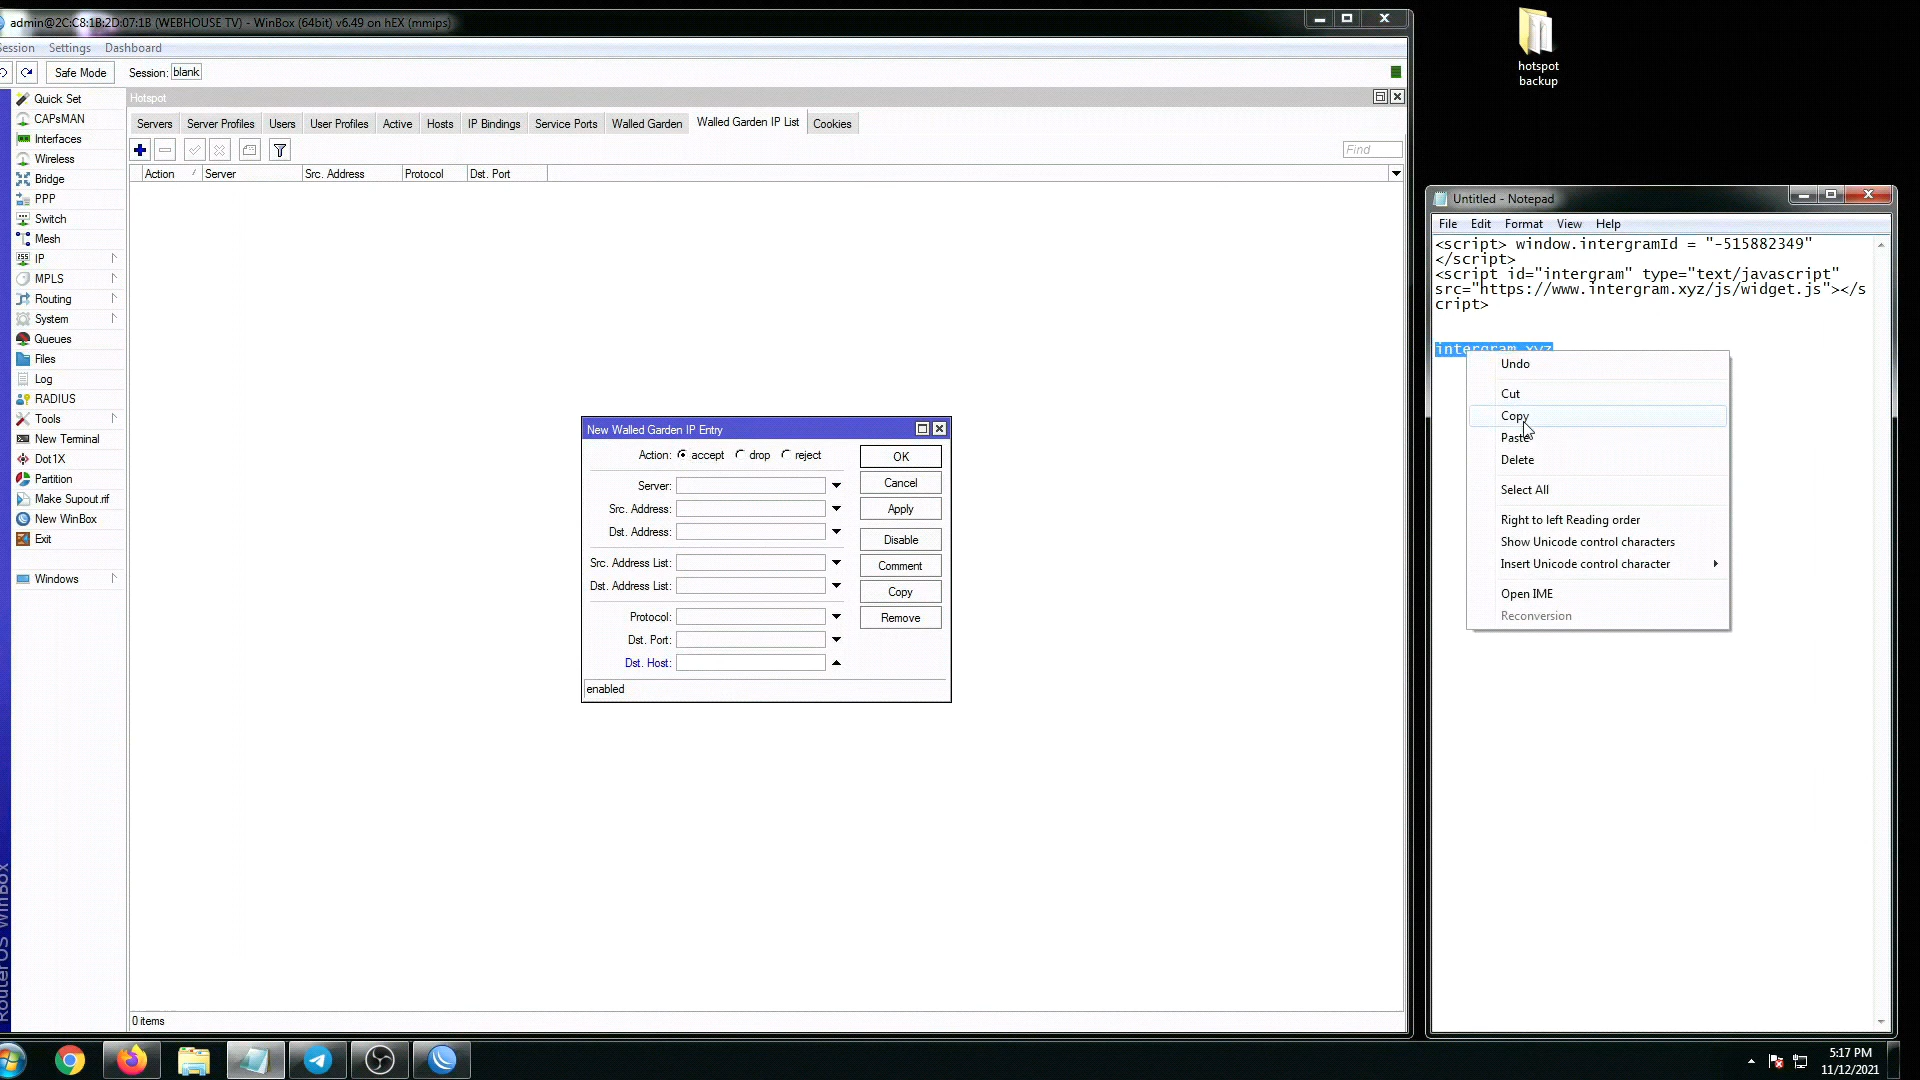 admin@2C:C8:1B:2D:07:1B (WEBHOUSE TV) - WinBox (64bit) v6.49 on hEX (mmips)
Session Settings Dashboard
Safe Mode Session: blank
Hotspot
Servers Server Profiles Users User Profiles Active Hosts IP Bindings Service Ports Walled Garden Walled Garden IP List Cookies
Find
Action Server Src. Address Protocol Dst. Port
Quick Set
CAPsMAN
Interfaces
Wireless
Bridge
PPP
Switch
Mesh
IP
MPLS
Routing
System
Queues
Files
Log
RADIUS
Tools
New Terminal
Dot1X
Partition
Make Supout.rif
New WinBox
Exit
Windows
RouterOS WinBox
New Walled Garden IP Entry
Action: accept drop reject
Server:
Src. Address:
Dst. Address:
Src. Address List:
Dst. Address List:
Protocol:
Dst. Port:
Dst. Host:
enabled
OK
Cancel
Apply
Disable
Comment
Copy
Remove
0 items
hotspot
backup
Untitled - Notepad
File Edit Format View Help
<script> window.intergramId = "-515882349"
</script>
<script id="intergram" type="text/javascript"
src="https://www.intergram.xyz/js/widget.js"></s
cript>
intergram.xyz
Undo
Cut
Copy
Paste
Delete
Select All
Right to left Reading order
Show Unicode control characters
Insert Unicode control character
Open IME
Reconversion
5:17 PM
11/12/2021